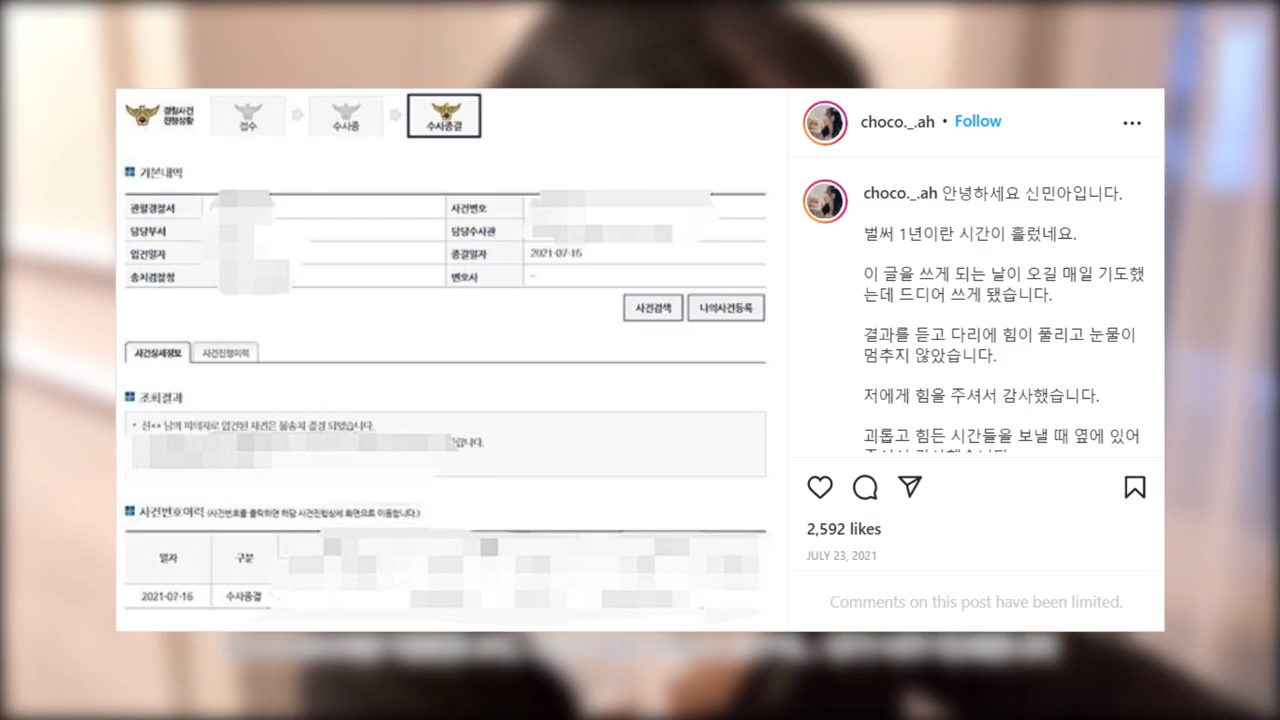 경찰사건
진행상황
접수
수사중
수사종결
기본내역
관할경찰서
사건번호
담당부서
담당수사관
입건일자
종결일자
2021-07-16
송치검찰청
변호사
-
사건검색
나의사건등록
사건상세정보
사건진행이력
조회결과
• 신** 님의 피의자로 입건된 사건은 불송치 결정 되었습니다.
사건번호이력 (사건번호를 클릭하면 해당 사건진행상세 화면으로 이동합니다.)
일자
구분
2021-07-16
수사종결
choco._.ah • Follow
choco._.ah 안녕하세요 신민아입니다.
벌써 1년이란 시간이 흘렀네요.
이 글을 쓰게 되는 날이 오길 매일 기도했
는데 드디어 쓰게 됐습니다.
결과를 듣고 다리에 힘이 풀리고 눈물이
멈추지 않았습니다.
저에게 힘을 주셔서 감사했습니다.
괴롭고 힘든 시간들을 보낼 때 옆에 있어
2,592 likes
JULY 23, 2021
Comments on this post have been limited.